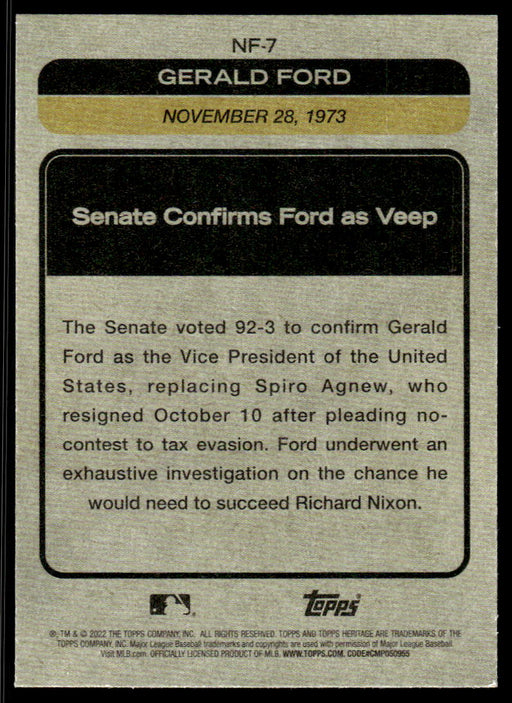 NF-7
GERALD FORD
NOVEMBER 28, 1973
Senate Confirms Ford as Veep
The Senate voted 92-3 to confirm Gerald
Ford as the Vice President of the United
States, replacing Spiro Agnew, who
resigned October 10 after pleading no-
contest to tax evasion. Ford underwent an
exhaustive investigation on the chance he
would need to succeed Richard Nixon.
topps
®, TM & © 2022 THE TOPPS COMPANY, INC. ALL RIGHTS RESERVED. TOPPS AND TOPPS HERITAGE ARE TRADEMARKS OF THE
TOPPS COMPANY, INC. Major League Baseball trademarks and copyrights are used with permission of Major League Baseball.
Visit MLB.com. OFFICIALLY LICENSED PRODUCT OF MLB. WWW.TOPPS.COM. CODE#CMP050955